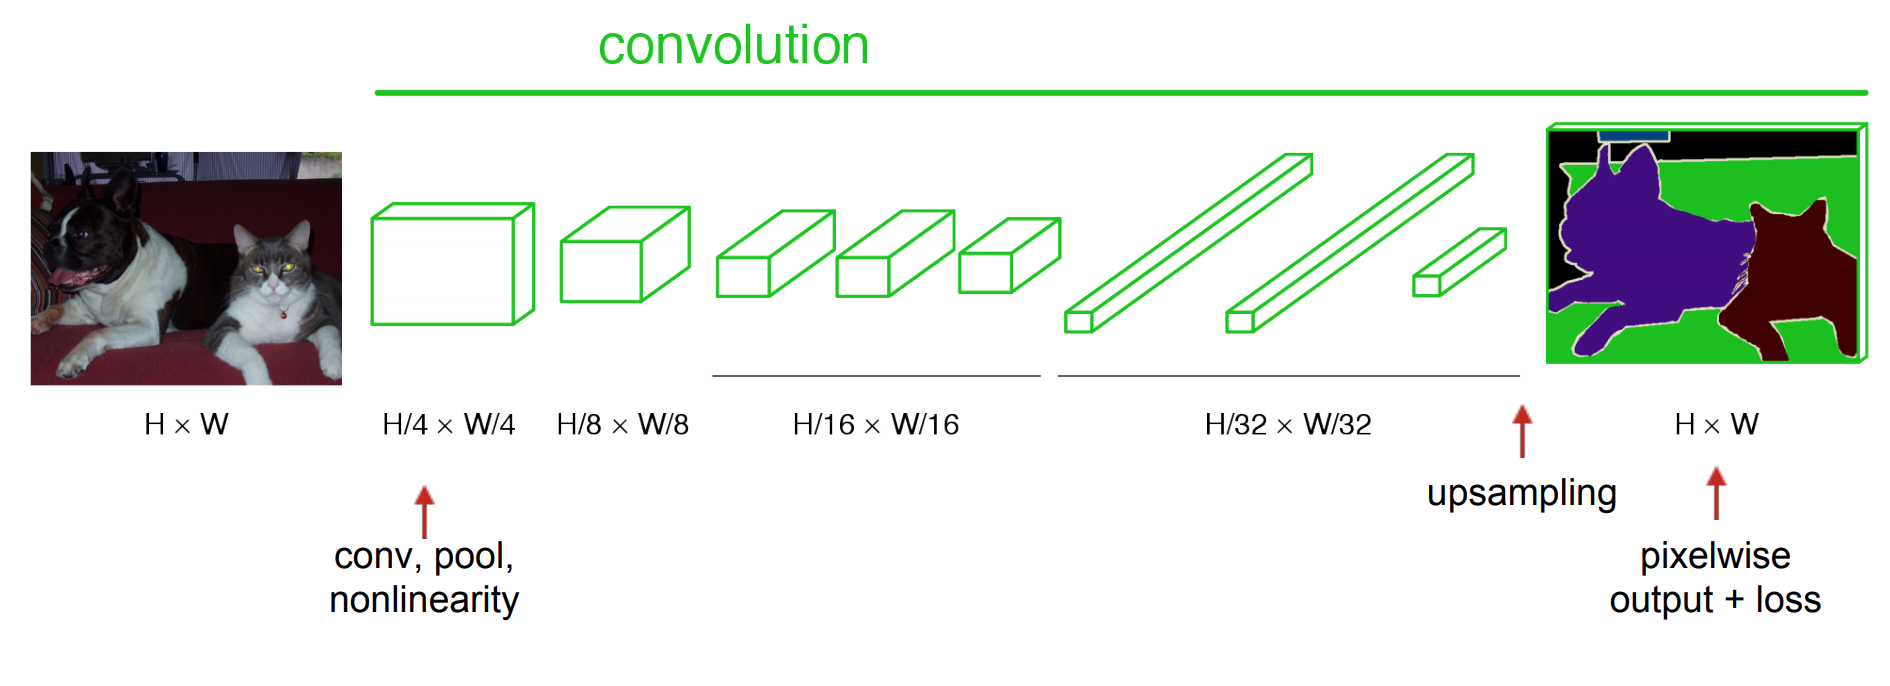 convolution
H × W
H/4 × W/4
H/8 × W/8
H/16 × W/16
H/32 × W/32
H × W
upsampling
conv, pool,
nonlinearity
pixelwise
output + loss